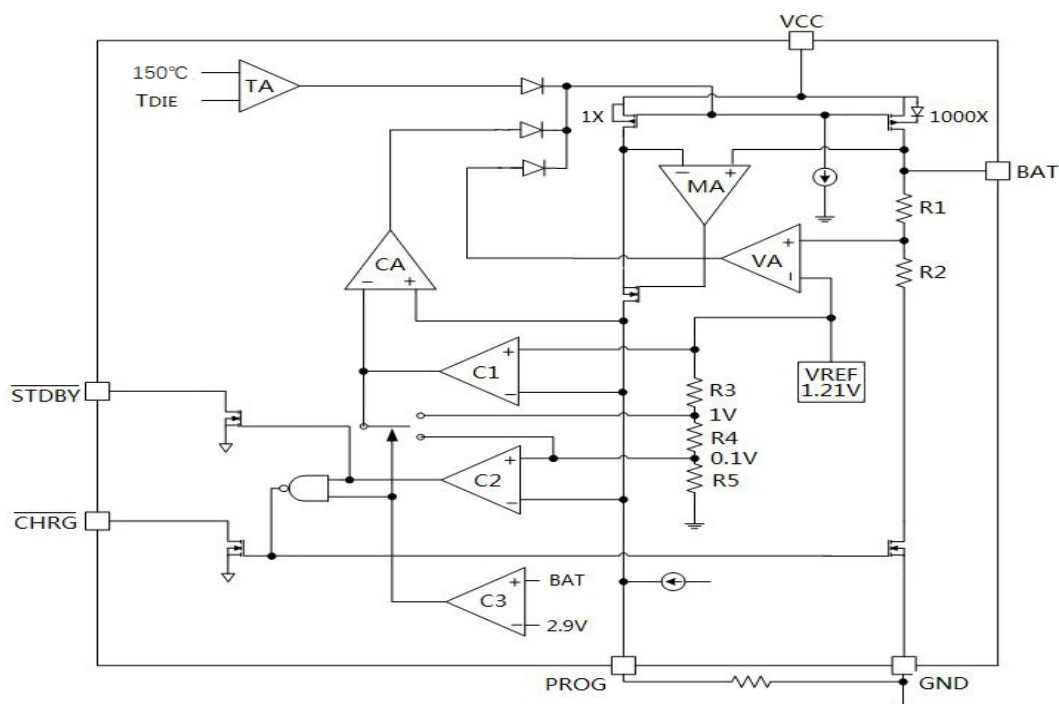 VCC
150℃
TDIE
TA
1X
1000X
MA
BAT
R1
VA
R2
CA
C1
VREF
1.21V
STDBY
R3
1V
R4
0.1V
R5
C2
CHRG
C3
BAT
2.9V
PROG
GND
+
−
+
−
+
−
+
−
+
−
+
−